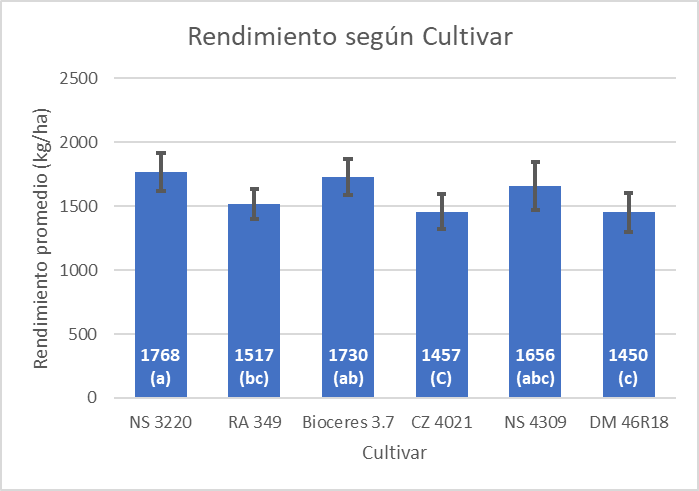 Rendimiento según Cultivar
Rendimiento promedio (kg/ha)
2500
2000
1500
1000
500
0
1768
(a)
1517
(bc)
1730
(ab)
1457
(C)
1656
(abc)
1450
(c)
NS 3220
RA 349
Bioceres 3.7
CZ 4021
NS 4309
DM 46R18
Cultivar